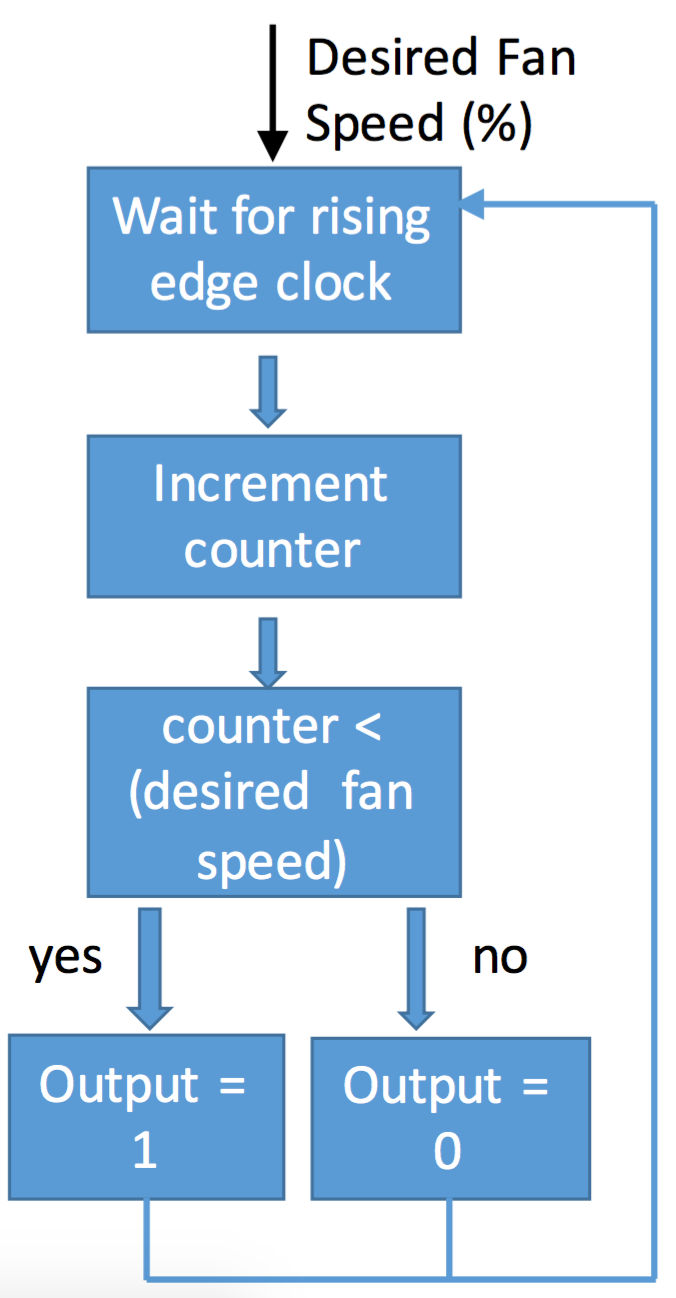 Desired Fan
Speed (%)
Wait for rising
edge clock
Increment
counter
counter <
(desired fan
speed)
yes
no
Output =
1
Output =
0